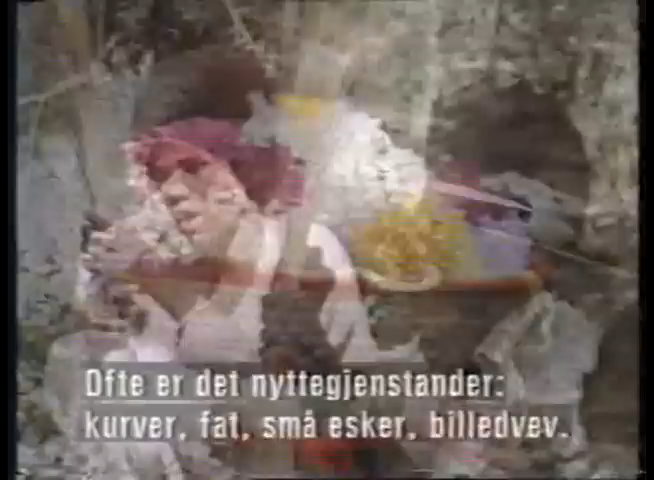 Ofte er det nyttegjenstander:
kurver, fat, små esker, billedvev.